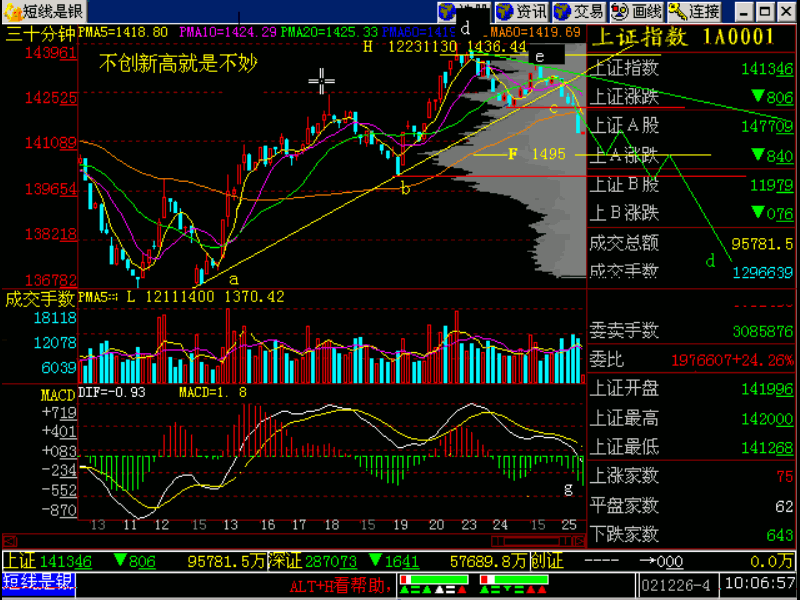 短线是银
资讯 交易 画线 连接
三十分钟 PMA5=1418.80 PMA10=1424.29 PMA20=1425.33 PMA60=1419.69
H 12231130 1436.44
不创新高就是不妙
d
e
c
b
a
F 1495
d
143961
142525
141089
139654
138218
136782
上证指数 1A0001
上证指数 141346
上证涨跌 ▼806
上证A股 147709
上A涨跌 ▼840
上证B股 11979
上B涨跌 ▼076
成交总额 95781.5
成交手数 1296639
委卖手数 3085876
委比 1976607+24.26%
上证开盘 141996
上证最高 142000
上证最低 141268
上涨家数 75
平盘家数 62
下跌家数 643
成交手数 PMA5= L 12111400 1370.42
18118
12078
6039
MACD DIF=-0.93 MACD=1. 8
+719
+401
+083
-234
-552
-870
g
13 11 12 15 13 16 17 18 15 19 20 23 24 15 25
上证 141346 ▼806 95781.5万 深证 287073 ▼1641 57689.8万 创证 ---- →000 0.0万
短线是银 ALT+H看帮助, 021226-4 10:06:57